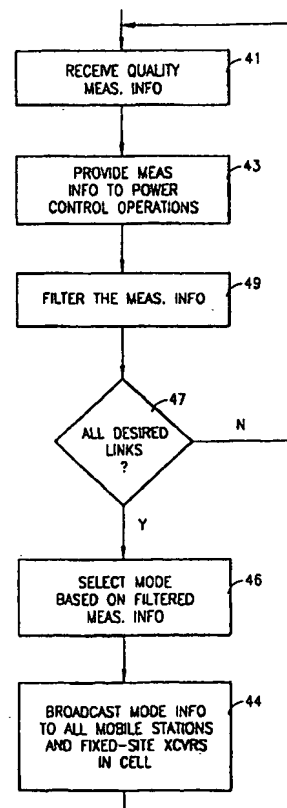 RECEIVE QUALITY
MEAS. INFO
41
PROVIDE MEAS
INFO TO POWER
CONTROL OPERATIONS
43
FILTER THE MEAS. INFO
49
ALL DESIRED
LINKS
?
47
N
Y
SELECT MODE
BASED ON FILTERED
MEAS. INFO
46
BROADCAST MODE INFO
TO ALL MOBILE STATIONS
AND FIXED-SITE XCVRS
IN CELL
44